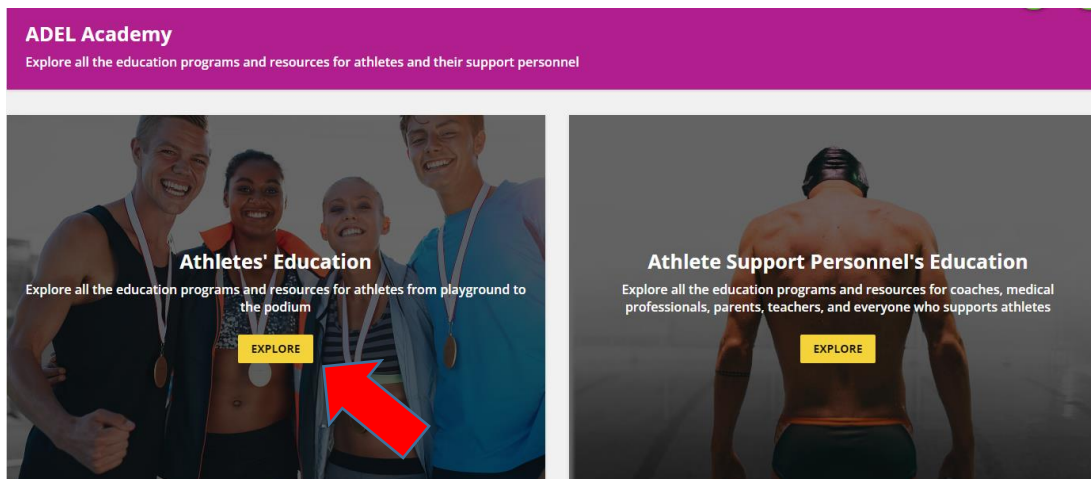 ADEL Academy
Explore all the education programs and resources for athletes and their support personnel
Athletes' Education
Explore all the education programs and resources for athletes from playground to
the podium
EXPLORE
Athlete Support Personnel's Education
Explore all the education programs and resources for coaches, medical
professionals, parents, teachers, and everyone who supports athletes
EXPLORE